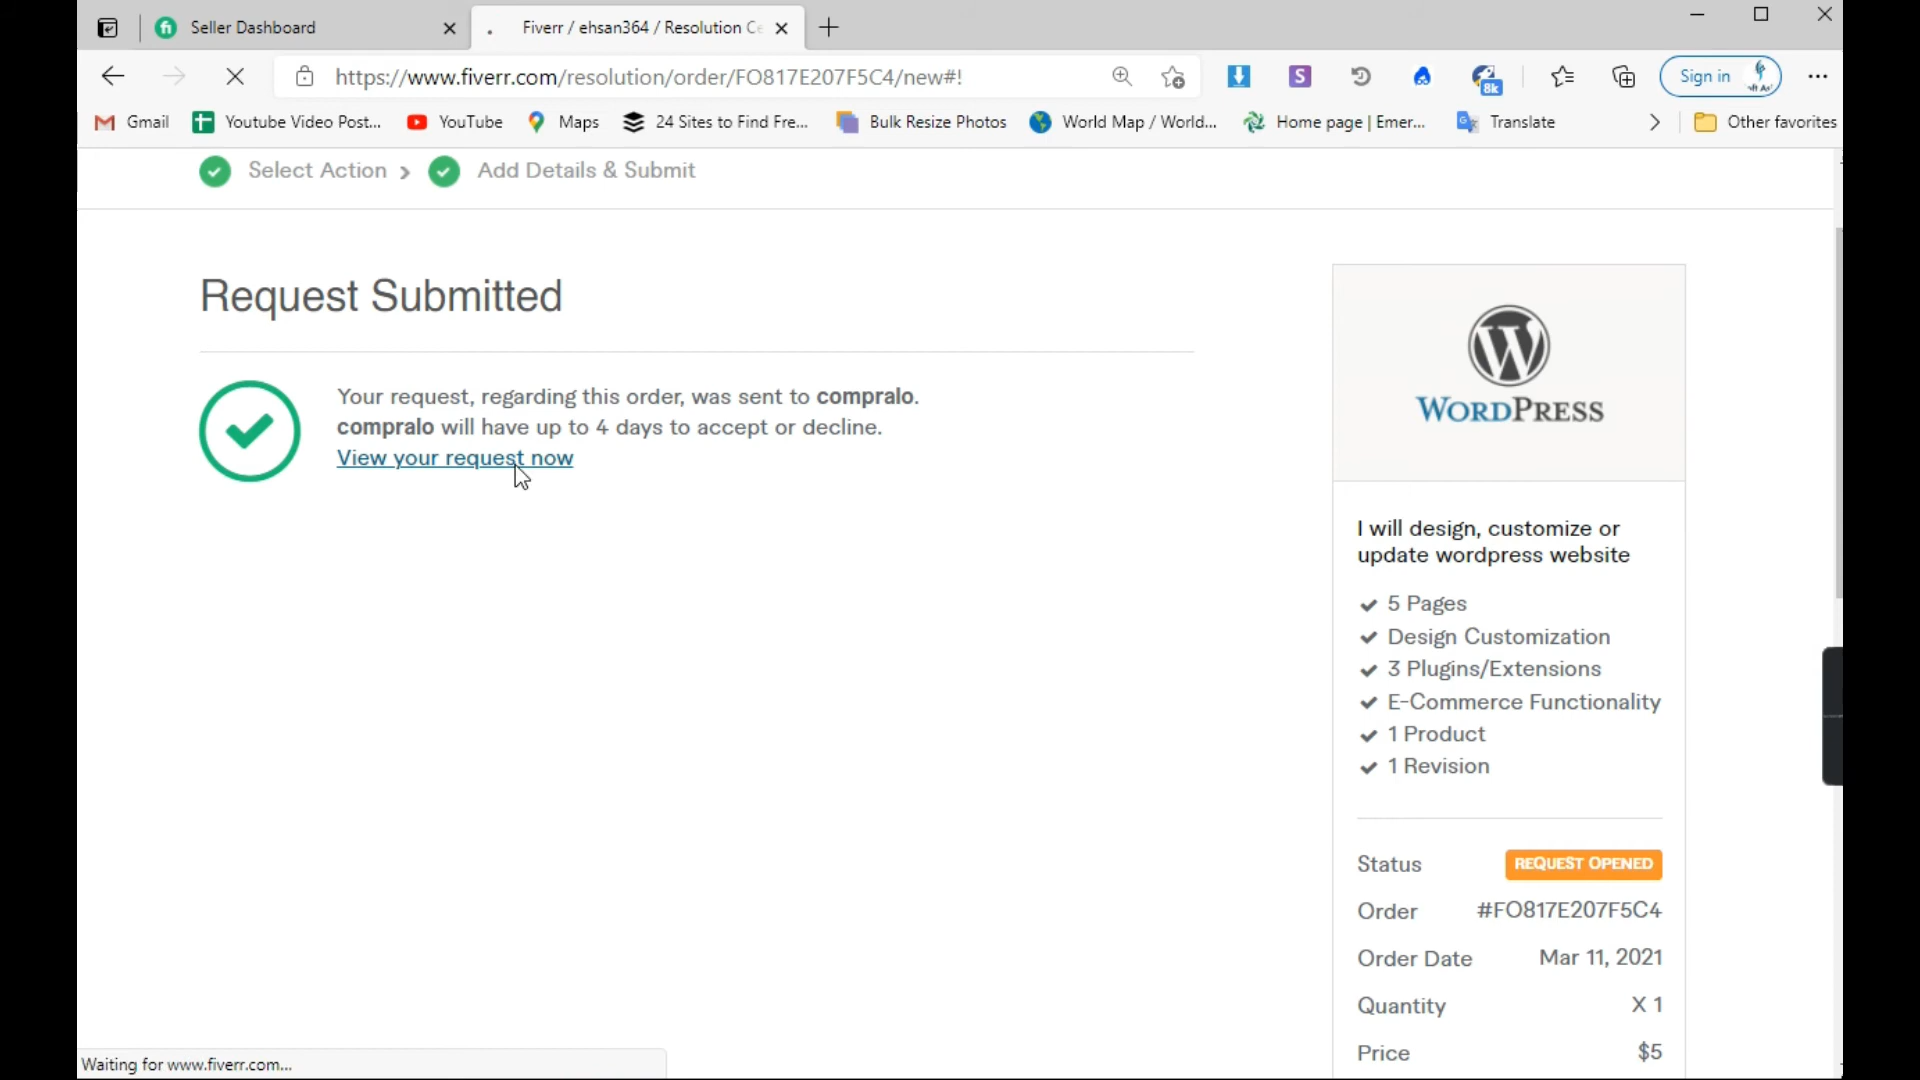 Seller Dashboard
Fiverr / ehsan364 / Resolution Ce
https://www.fiverr.com/resolution/order/FO817E207F5C4/new#!
S
8k
Sign in
Gmail
Youtube Video Post...
YouTube
Maps
24 Sites to Find Fre...
Bulk Resize Photos
World Map / World...
Home page | Emer...
Translate
Other favorites
Select Action
Add Details & Submit
Request Submitted
Your request, regarding this order, was sent to compralo.
compralo will have up to 4 days to accept or decline.
View your request now
WORDPRESS
I will design, customize or
update wordpress website
5 Pages
Design Customization
3 Plugins/Extensions
E-Commerce Functionality
1 Product
1 Revision
Status REQUEST OPENED
Order #FO817E207F5C4
Order Date Mar 11, 2021
Quantity X 1
Price $5
Waiting for www.fiverr.com...